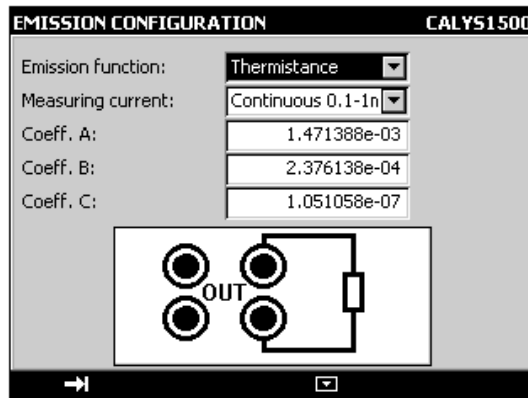 EMISSION CONFIGURATION CALYS1500
Emission function: Thermistance
Measuring current: Continuous 0.1-1n
Coeff. A: 1.471388e-03
Coeff. B: 2.376138e-04
Coeff. C: 1.051058e-07
OUT